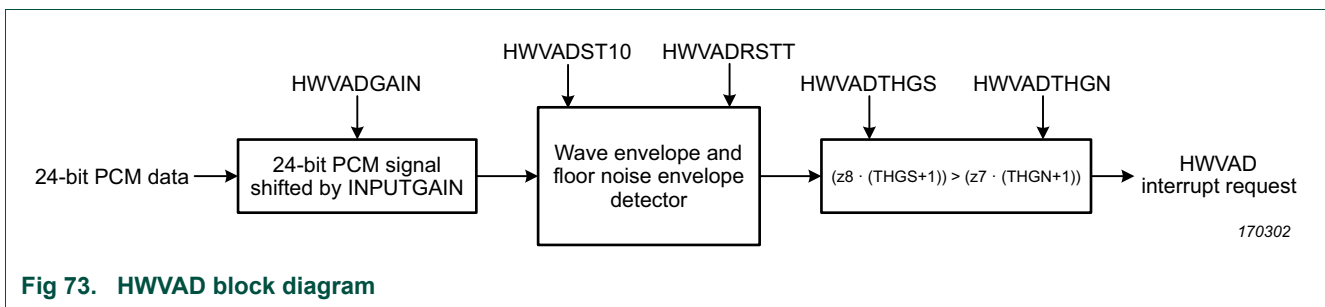 HWVADST10
HWVADRSTT
HWVADGAIN
HWVADTHGS
HWVADTHGN
24-bit PCM data
24-bit PCM signal
shifted by INPUTGAIN
Wave envelope and
floor noise envelope
detector
(z8 · (THGS+1)) > (z7 · (THGN+1))
HWVAD
interrupt request
170302
Fig 73. HWVAD block diagram